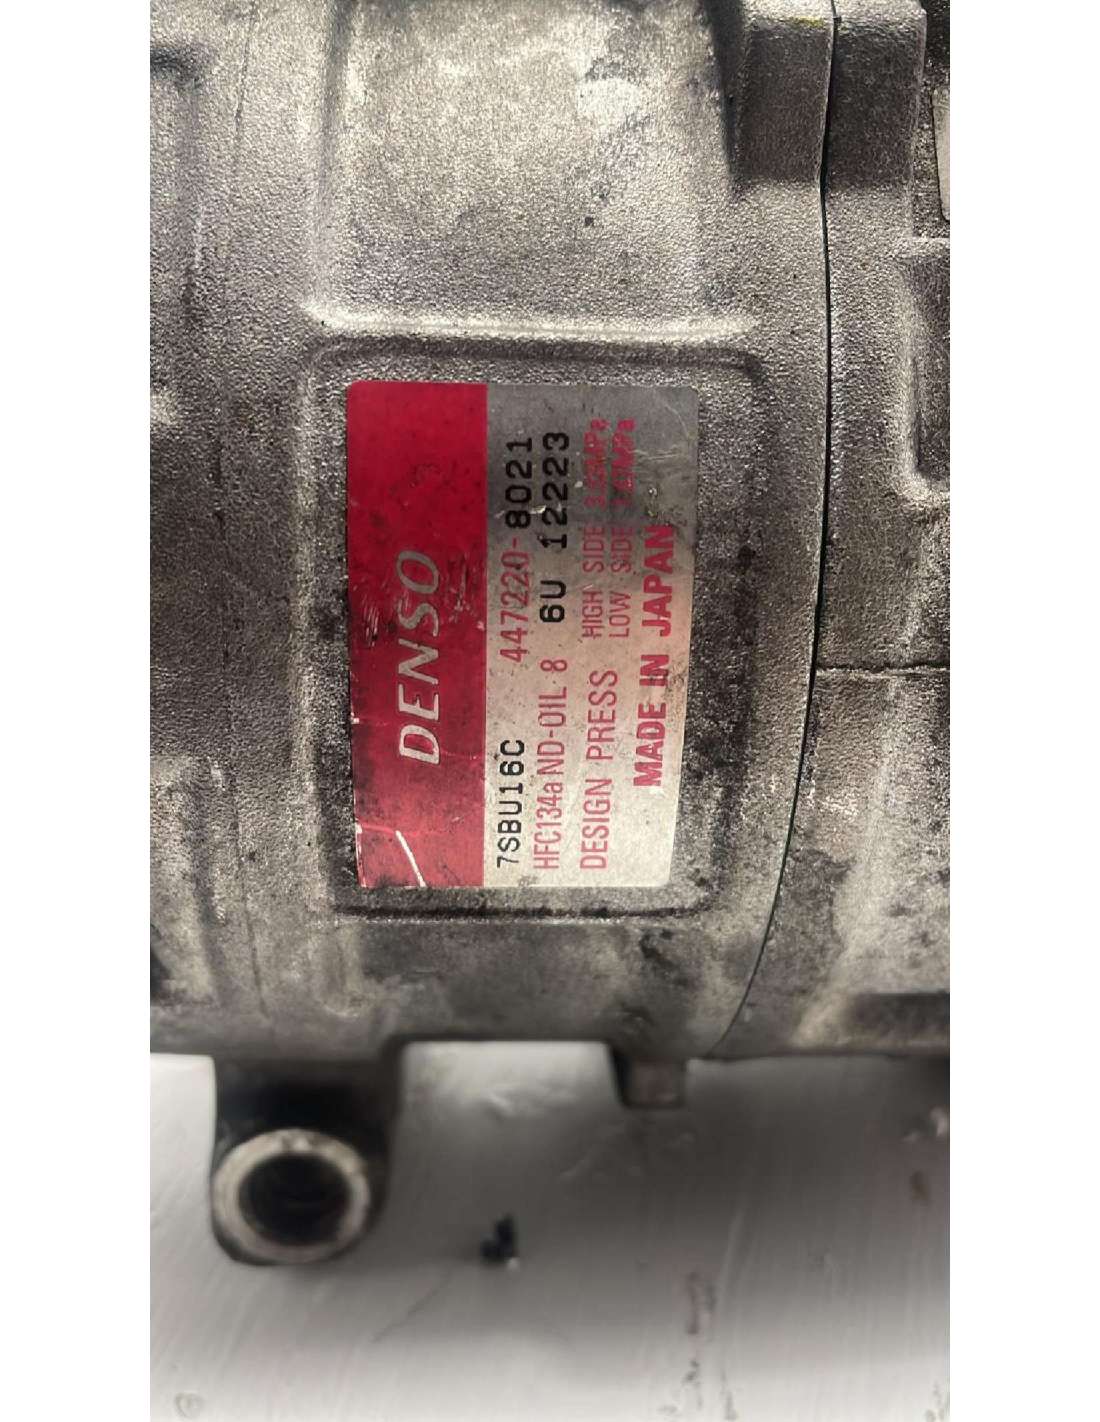 DENSO
7SBU16C 447220-8021
HFC134a ND-OIL 8 6U 12223
DESIGN PRESS HIGH SIDE
LOW SIDE
MADE IN JAPAN